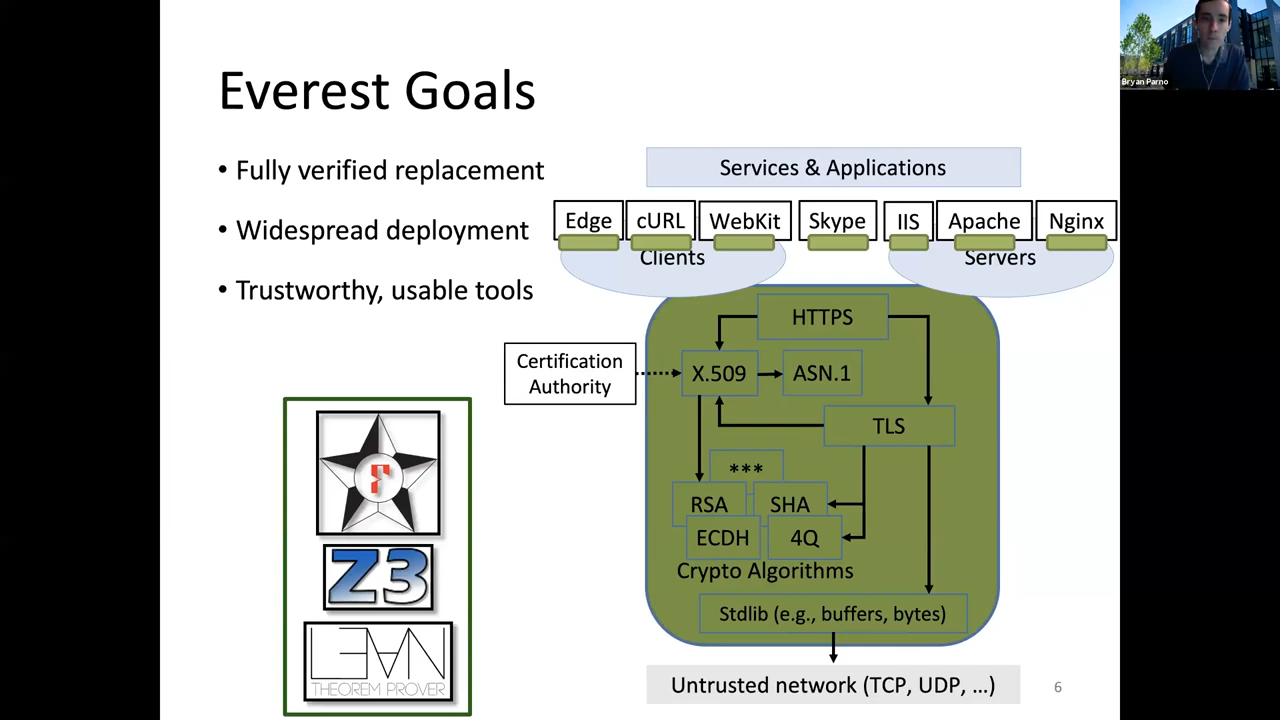 Everest Goals
• Fully verified replacement
• Widespread deployment
• Trustworthy, usable tools
Services & Applications
Edge
cURL
WebKit
Skype
IIS
Apache
Nginx
Clients
Servers
HTTPS
Certification
Authority
X.509
ASN.1
TLS
***
RSA
SHA
ECDH
4Q
Crypto Algorithms
Stdlib (e.g., buffers, bytes)
Untrusted network (TCP, UDP, …)
F
Z3
LEAN
THEOREM PROVER
6
Bryan Parno